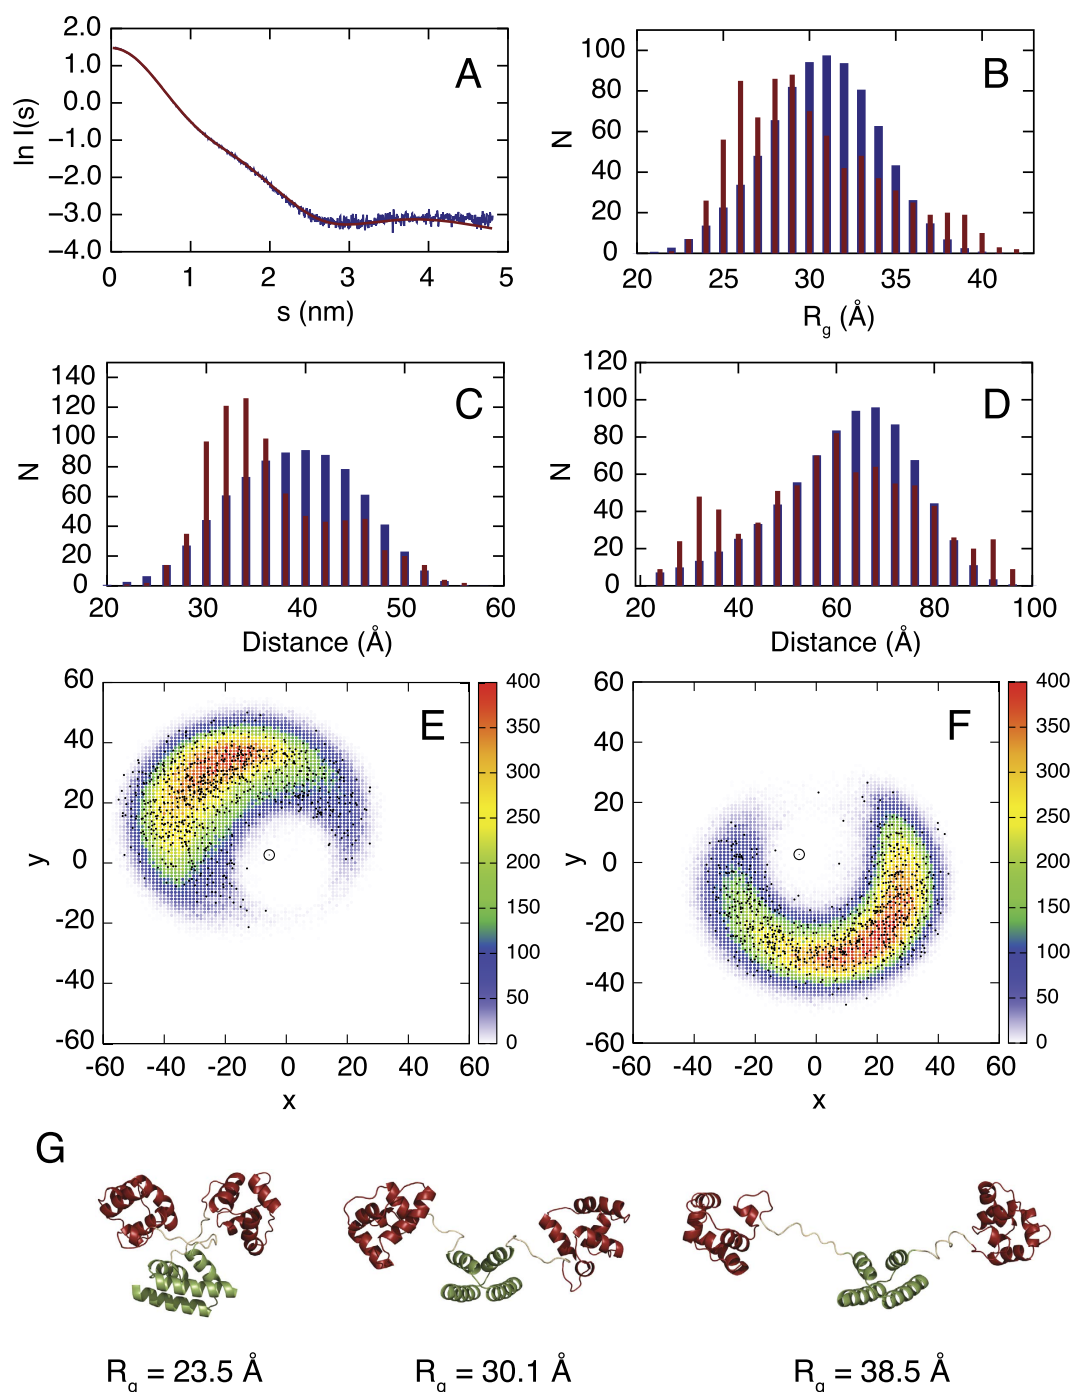 A
2.0
1.0
0.0
−1.0
−2.0
−3.0
−4.0
ln I(s)
0 1 2 3 4 5
s (nm)
B
100
80
60
40
20
0
N
20 25 30 35 40
Rg (Å)
C
140
120
100
80
60
40
20
0
N
20 30 40 50 60
Distance (Å)
D
120
100
80
60
40
20
0
N
20 40 60 80 100
Distance (Å)
E
60
40
20
0
-20
-40
-60
y
-60 -40 -20 0 20 40 60
x
400
350
300
250
200
150
100
50
0
F
60
40
20
0
-20
-40
-60
y
-60 -40 -20 0 20 40 60
x
400
350
300
250
200
150
100
50
0
G
Rg = 23.5 Å Rg = 30.1 Å Rg = 38.5 Å